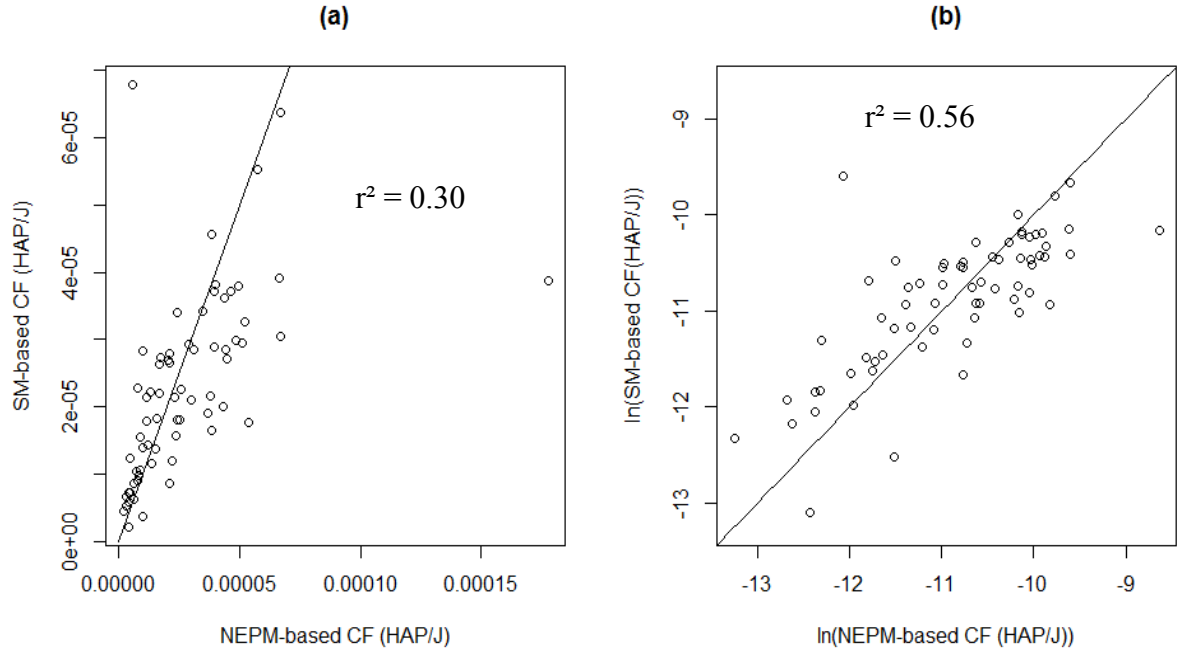 (a)
r² = 0.30
SM-based CF (HAP/J)
0e+00
2e-05
4e-05
6e-05
0.00000
0.00005
0.00010
0.00015
NEPM-based CF (HAP/J)
(b)
r² = 0.56
ln(SM-based CF(HAP/J))
-13
-12
-11
-10
-9
-13
-12
-11
-10
-9
ln(NEPM-based CF (HAP/J))